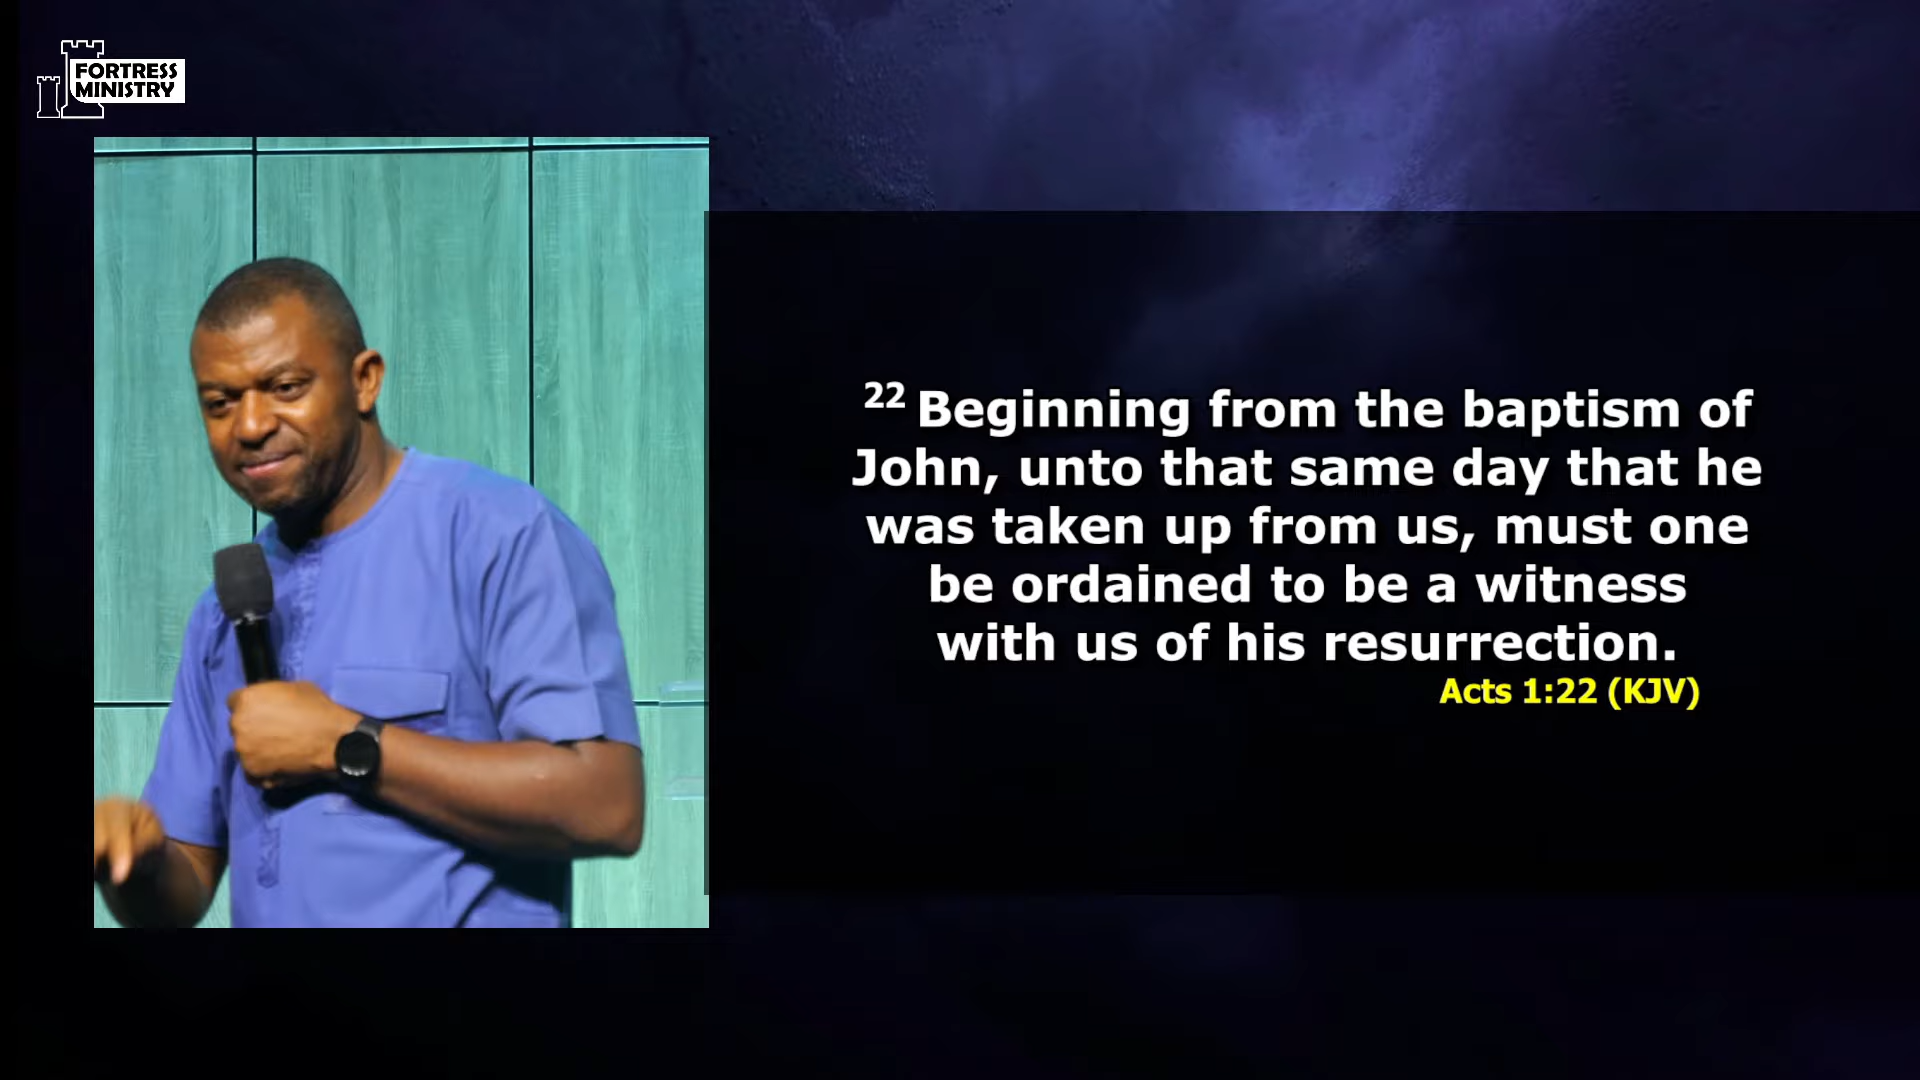 FORTRESS
MINISTRY
22 Beginning from the baptism of
John, unto that same day that he
was taken up from us, must one
be ordained to be a witness
with us of his resurrection.
Acts 1:22 (KJV)